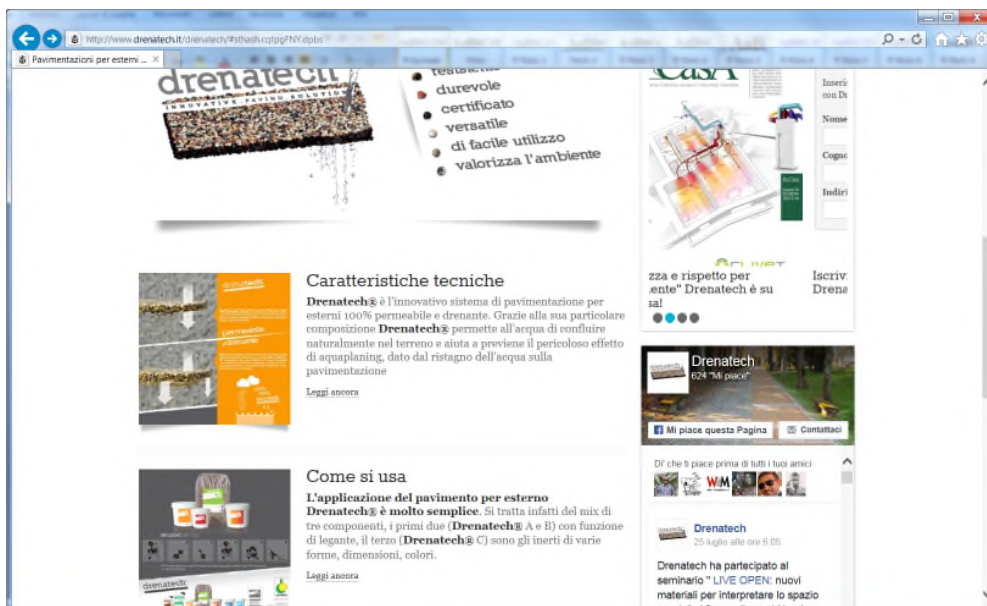 http://www.drenatech.it/drenatech/#sthash.cqtpgFNY.dpbs
Pavimentazioni per esterni ...
drenatech
INNOVATIVE PAVING SOLUTION
durevole
certificato
versatile
di facile utilizzo
valorizza l'ambiente
CasA
Inseri
con Dr
Nome
Cogno
Indiri
CLIVET
zza e rispetto per
ente" Drenatech è su
sa!
Iscriv
Drena
Caratteristiche tecniche
Drenatech® è l'innovativo sistema di pavimentazione per
esterni 100% permeabile e drenante. Grazie alla sua particolare
composizione Drenatech® permette all'acqua di confluire
naturalmente nel terreno e aiuta a previene il pericoloso effetto
di aquaplaning, dato dal ristagno dell'acqua sulla
pavimentazione
Leggi ancora
Drenatech
624 "Mi piace"
Mi piace questa Pagina
Contattaci
Di' che ti piace prima di tutti i tuoi amici
WM
Come si usa
L'applicazione del pavimento per esterno
Drenatech® è molto semplice. Si tratta infatti del mix di
tre componenti, i primi due (Drenatech® A e B) con funzione
di legante, il terzo (Drenatech® C) sono gli inerti di varie
forme, dimensioni, colori.
Leggi ancora
Drenatech
25 luglio alle ore 6.05
Drenatech ha partecipato al
seminario " LIVE OPEN: nuovi
materiali per interpretare lo spazio